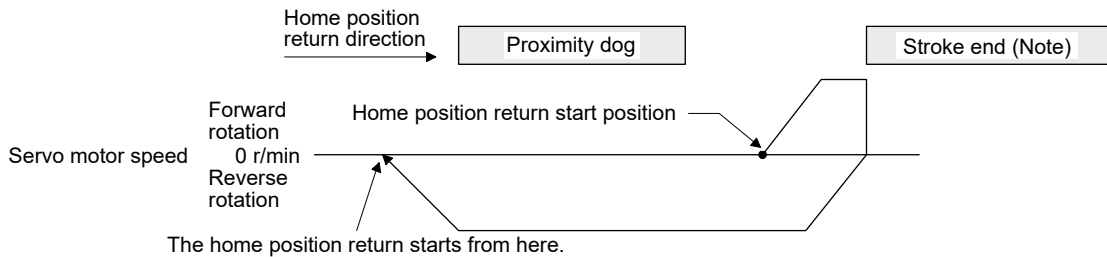 Home position
return direction
Proximity dog
Stroke end (Note)
Forward
rotation
Home position return start position
Servo motor speed
0 r/min
Reverse
rotation
The home position return starts from here.